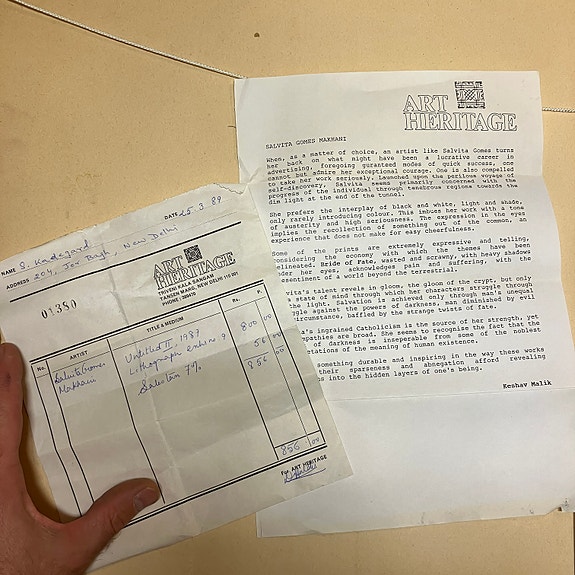 ART
HERITAGE
SALVITA GOMES MAKHANI
When, as a matter of choice, an artist like Salvita Gomes turns
her back on what might have been a lucrative career in
advertising, foregoing guranteed modes of quick success, one
cannot but admire her exceptional courage. One is also compelled
to take her work seriously. Launched upon the perilous voyage of
self-discovery, Salvita seems primarily concerned with the
progress of the individual through tenebrous regions towards the
dim light at the end of the tunnel.
She prefers the interplay of black and white, light and shade,
only rarely introducing colour. This imbues her work with a tone
of austerity and high seriousness. The expression in the eyes
implies the recollection of something out of the common, an
experience that does not make for easy cheerfulness.
Some of the prints are extremely expressive and telling,
considering the economy with which the themes have been
delineated. Bride of Fate, wasted and scrawny, with heavy shadows
under her eyes, acknowledges pain and suffering, with the
sentiment of a world beyond the terrestrial.
talent revels in gloom, the gloom of the crypt, but only
state of mind through which her characters struggle through
the light. Salvation is achieved only through man's unequal
against the powers of darkness, man diminished by evil
circumstance, baffled by the strange twists of fate.
ingrained Catholicism is the source of her strength, yet
are broad. She seems to recognise the fact that the
of darkness is inseperable from some of the noblest
of the meaning of human existence.
something durable and inspiring in the way these works
their sparseness and abnegation afford revealing
into the hidden layers of one's being.
Keshav Malik
DATE 25.3.89
NAME S.
ADDRESS 204, Jor Bagh, New Delhi
ART
HERITAGE
TRIVENI KALA SANGAM
TANSEN MARG, NEW DELHI 110 001
PHONE:
01380
No. ARTIST TITLE & MEDIUM Rs. P.
Salvita Gomes Untitled II, 1987 800 00
Makhani Lithograph
Sales tax 7% 56 00
856 00
856 00
For ART HERITAGE